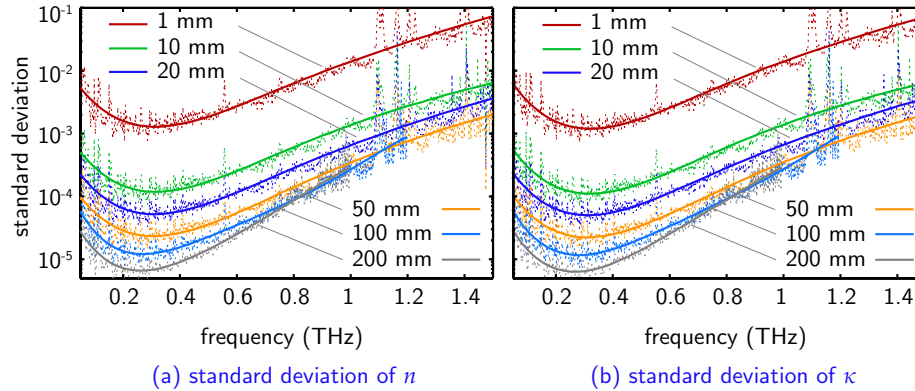 10⁻¹
10⁻²
10⁻³
10⁻⁴
10⁻⁵
standard deviation
1 mm
10 mm
20 mm
50 mm
100 mm
200 mm
0.2 0.4 0.6 0.8 1 1.2 1.4
frequency (THz)
(a) standard deviation of n
1 mm
10 mm
20 mm
50 mm
100 mm
200 mm
0.2 0.4 0.6 0.8 1 1.2 1.4
frequency (THz)
(b) standard deviation of κ